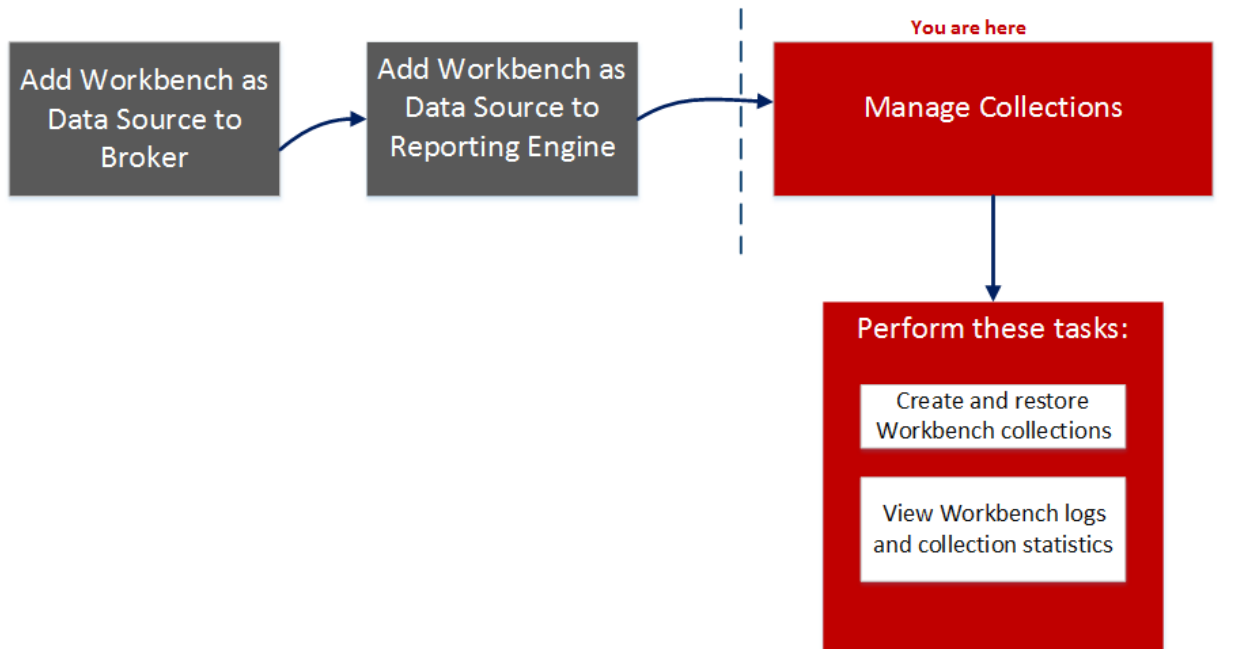 You are here
Add Workbench as
Data Source to
Broker
Add Workbench as
Data Source to
Reporting Engine
Manage Collections
Perform these tasks:
Create and restore
Workbench collections
View Workbench logs
and collection statistics